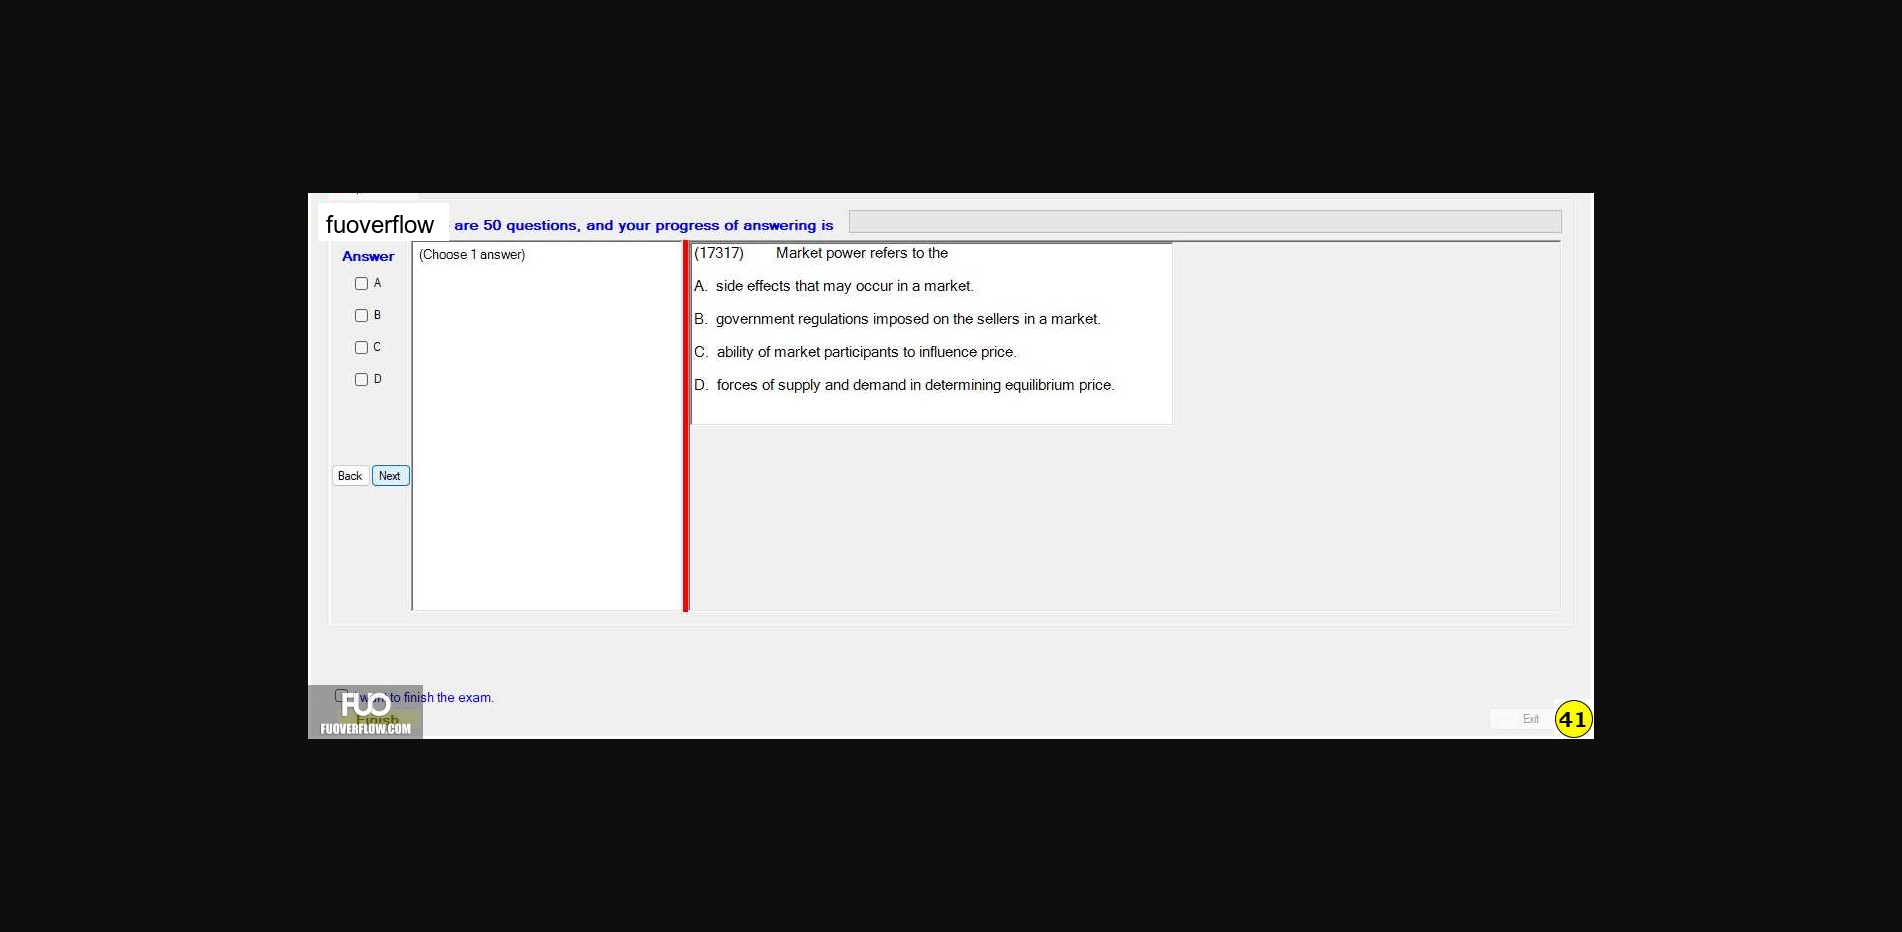 fuoverflow are 50 questions, and your progress of answering is
Answer
(Choose 1 answer)
A
B
C
D
Back Next
(17317) Market power refers to the
A. side effects that may occur in a market.
B. government regulations imposed on the sellers in a market.
C. ability of market participants to influence price.
D. forces of supply and demand in determining equilibrium price.
I want to finish the exam.
FUO
Finish
FUOVERFLOW.COM
Exit
41